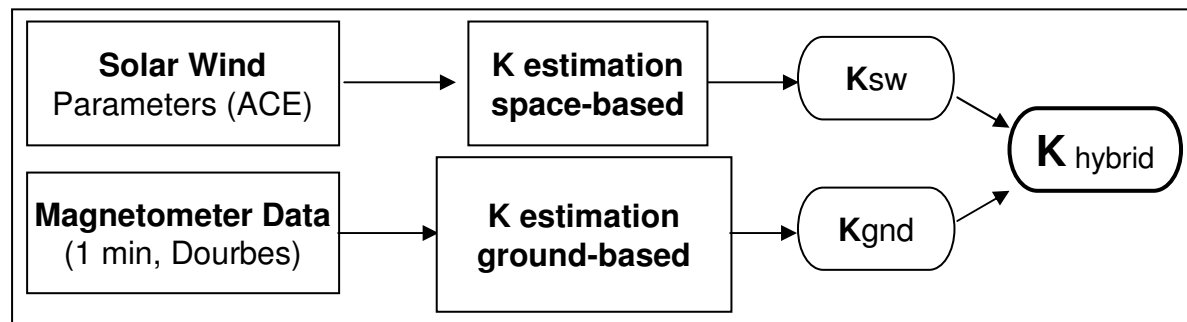 Solar Wind
Parameters (ACE)
K estimation
space-based
Ksw
K hybrid
Magnetometer Data
(1 min, Dourbes)
K estimation
ground-based
Kgnd